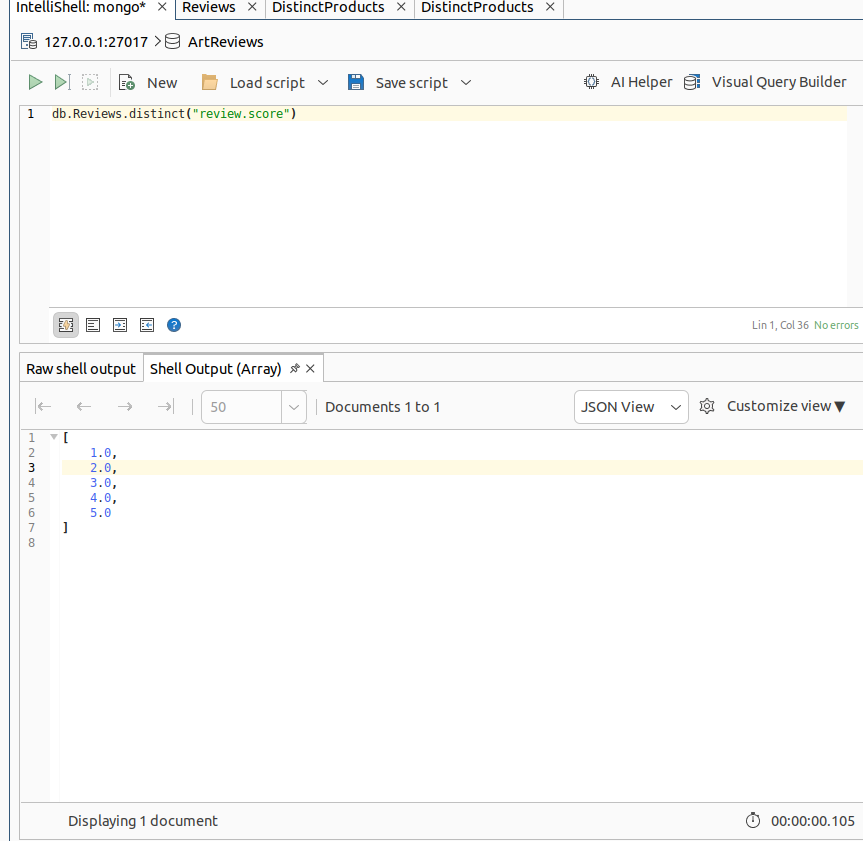 IntelliShell: mongo* × Reviews × DistinctProducts × DistinctProducts ×
127.0.0.1:27017 > ArtReviews
New Load script Save script AI Helper Visual Query Builder
1 db.Reviews.distinct("review.score")
Lin 1, Col 36 No errors
Raw shell output Shell Output (Array) ×
50 Documents 1 to 1 JSON View Customize view ▼
1 [
2 1.0,
3 2.0,
4 3.0,
5 4.0,
6 5.0
7 ]
8
Displaying 1 document 00:00:00.105